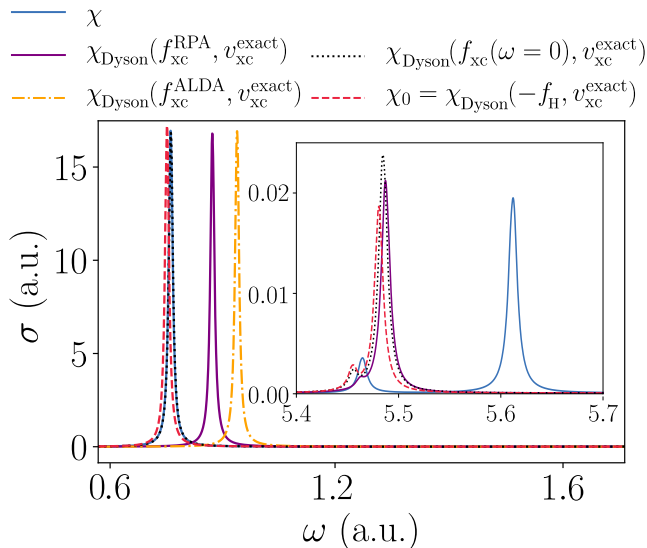 χ
χ_Dyson(f_xc^RPA, v_xc^exact)
χ_Dyson(f_xc(ω = 0), v_xc^exact)
χ_Dyson(f_xc^ALDA, v_xc^exact)
χ_0 = χ_Dyson(−f_H, v_xc^exact)
15
10
5
0
σ (a.u.)
0.02
0.01
0.00
5.4 5.5 5.6 5.7
0.6 1.2 1.6
ω (a.u.)